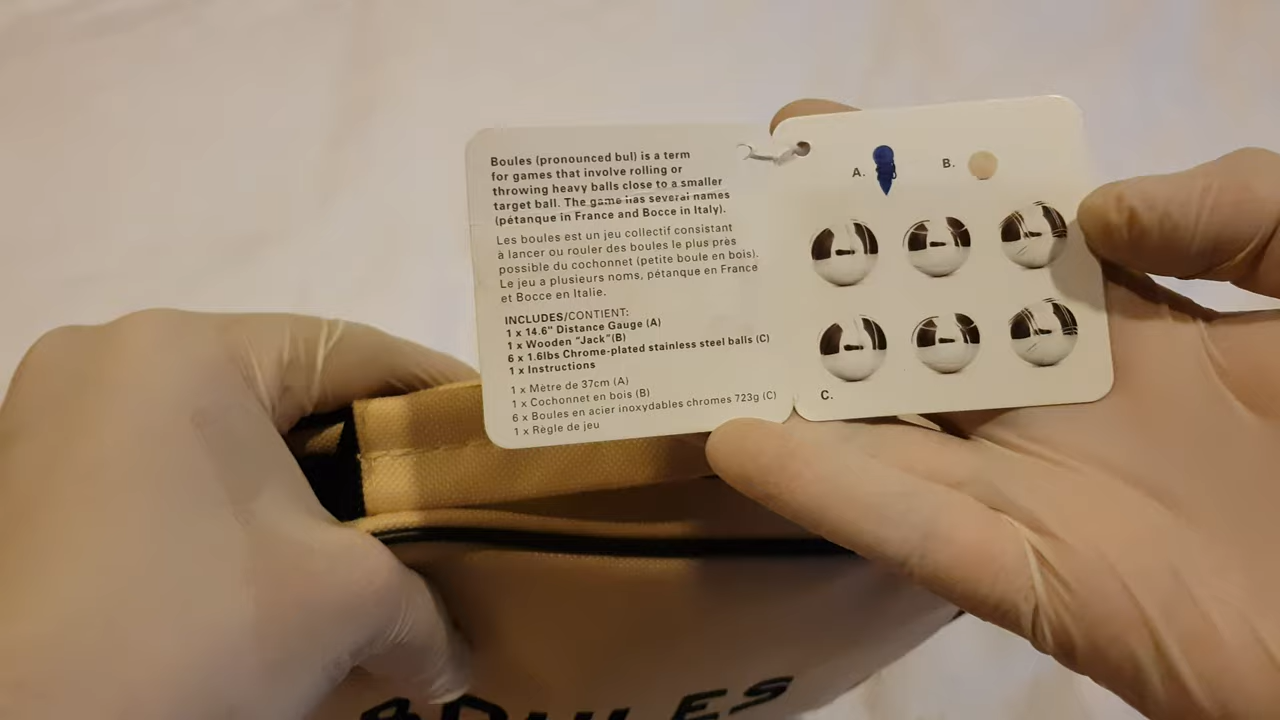 Boules (pronounced bul) is a term
for games that involve rolling or
throwing heavy balls close to a smaller
target ball. The game has several names
(pétanque in France and Bocce in Italy).
Les boules est un jeu collectif consistant
à lancer ou rouler des boules le plus près
possible du cochonnet (petite boule en bois).
Le jeu a plusieurs noms, pétanque en France
et Bocce en Italie.
INCLUDES/CONTIENT:
1 x 14.6" Distance Gauge (A)
1 x Wooden "Jack"(B)
6 x 1.6lbs Chrome-plated stainless steel balls (C)
1 x Instructions
1 x Mètre de 37cm (A)
1 x Cochonnet en bois (B)
6 x Boules en acier inoxydables chromes 723g (C)
1 x Règle de jeu
A.
B.
C.
BOULES